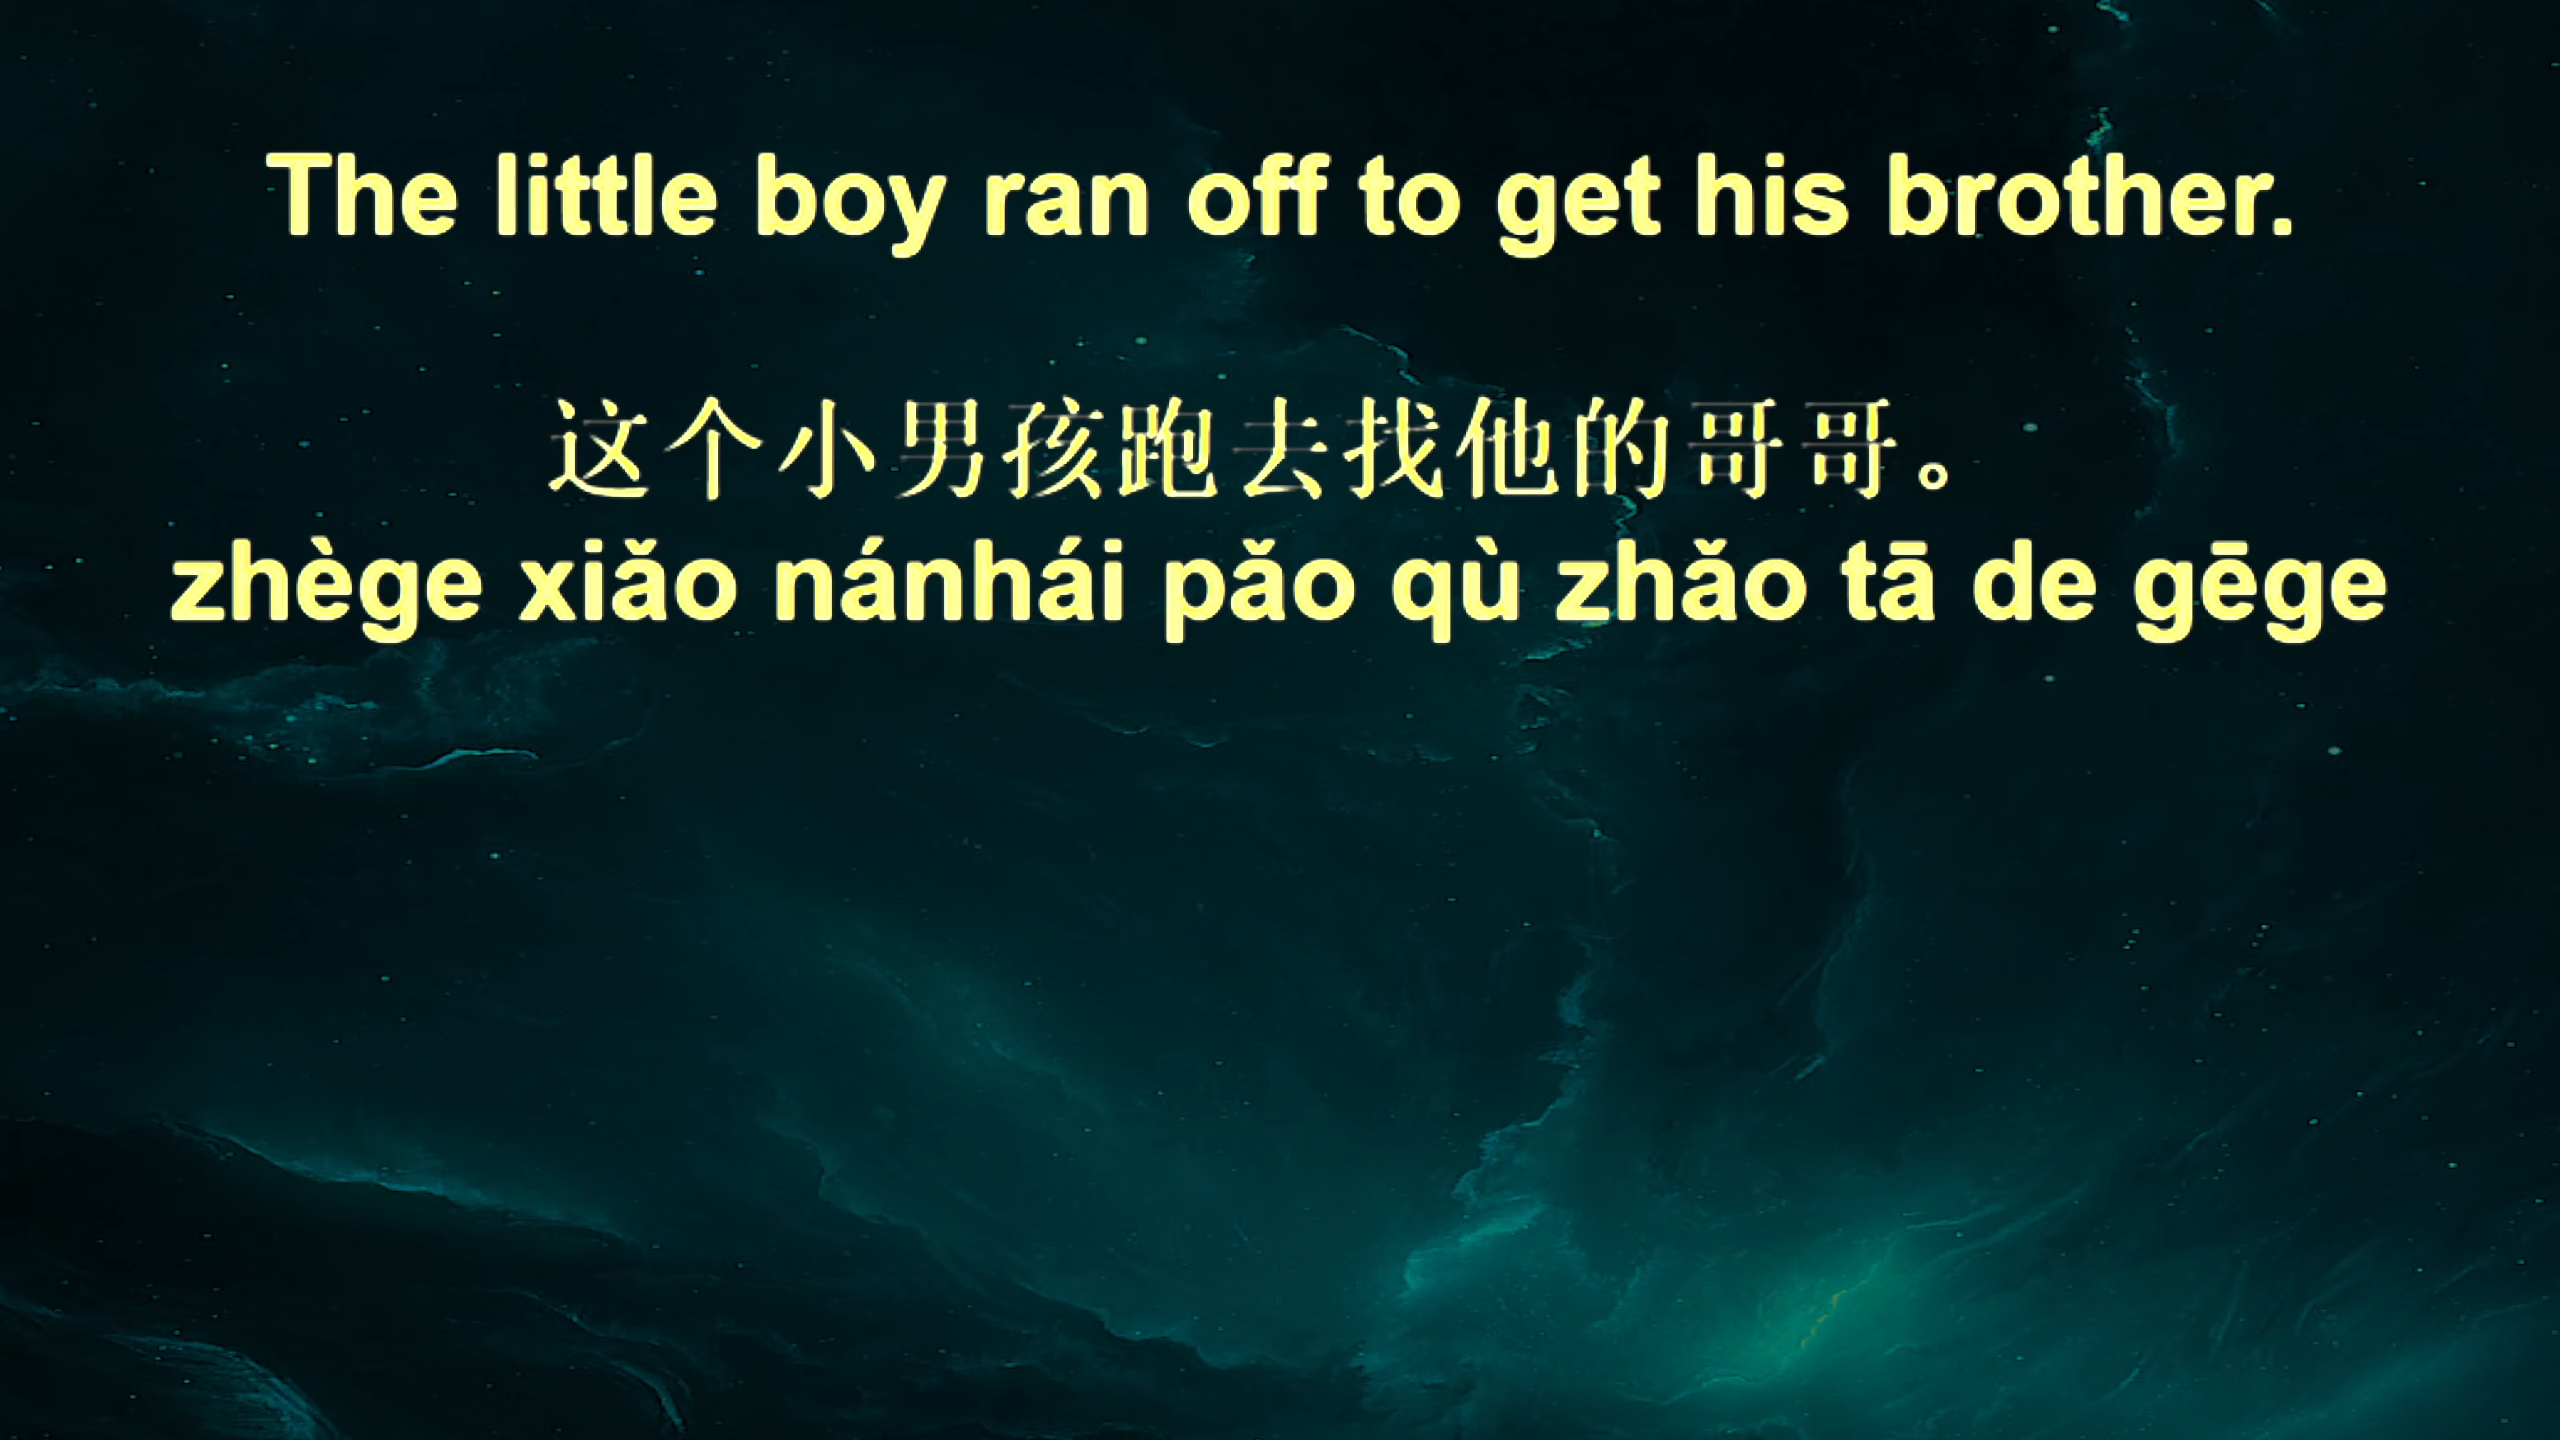 The little boy ran off to get his brother.
这个小男孩跑去找他的哥哥。
zhège xiǎo nánhái pǎo qù zhǎo tā de gēge